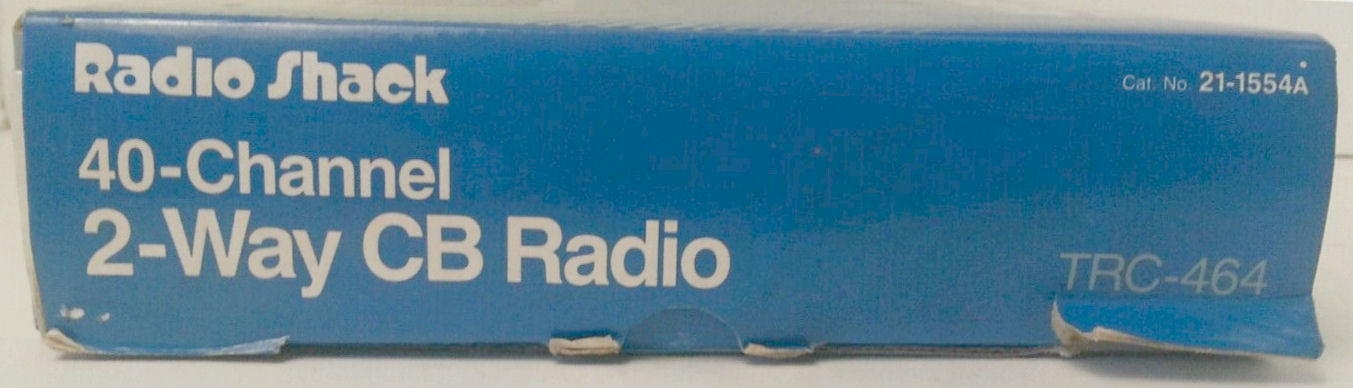 Radio Shack
Cat. No. 21-1554A
40-Channel
2-Way CB Radio
TRC-464